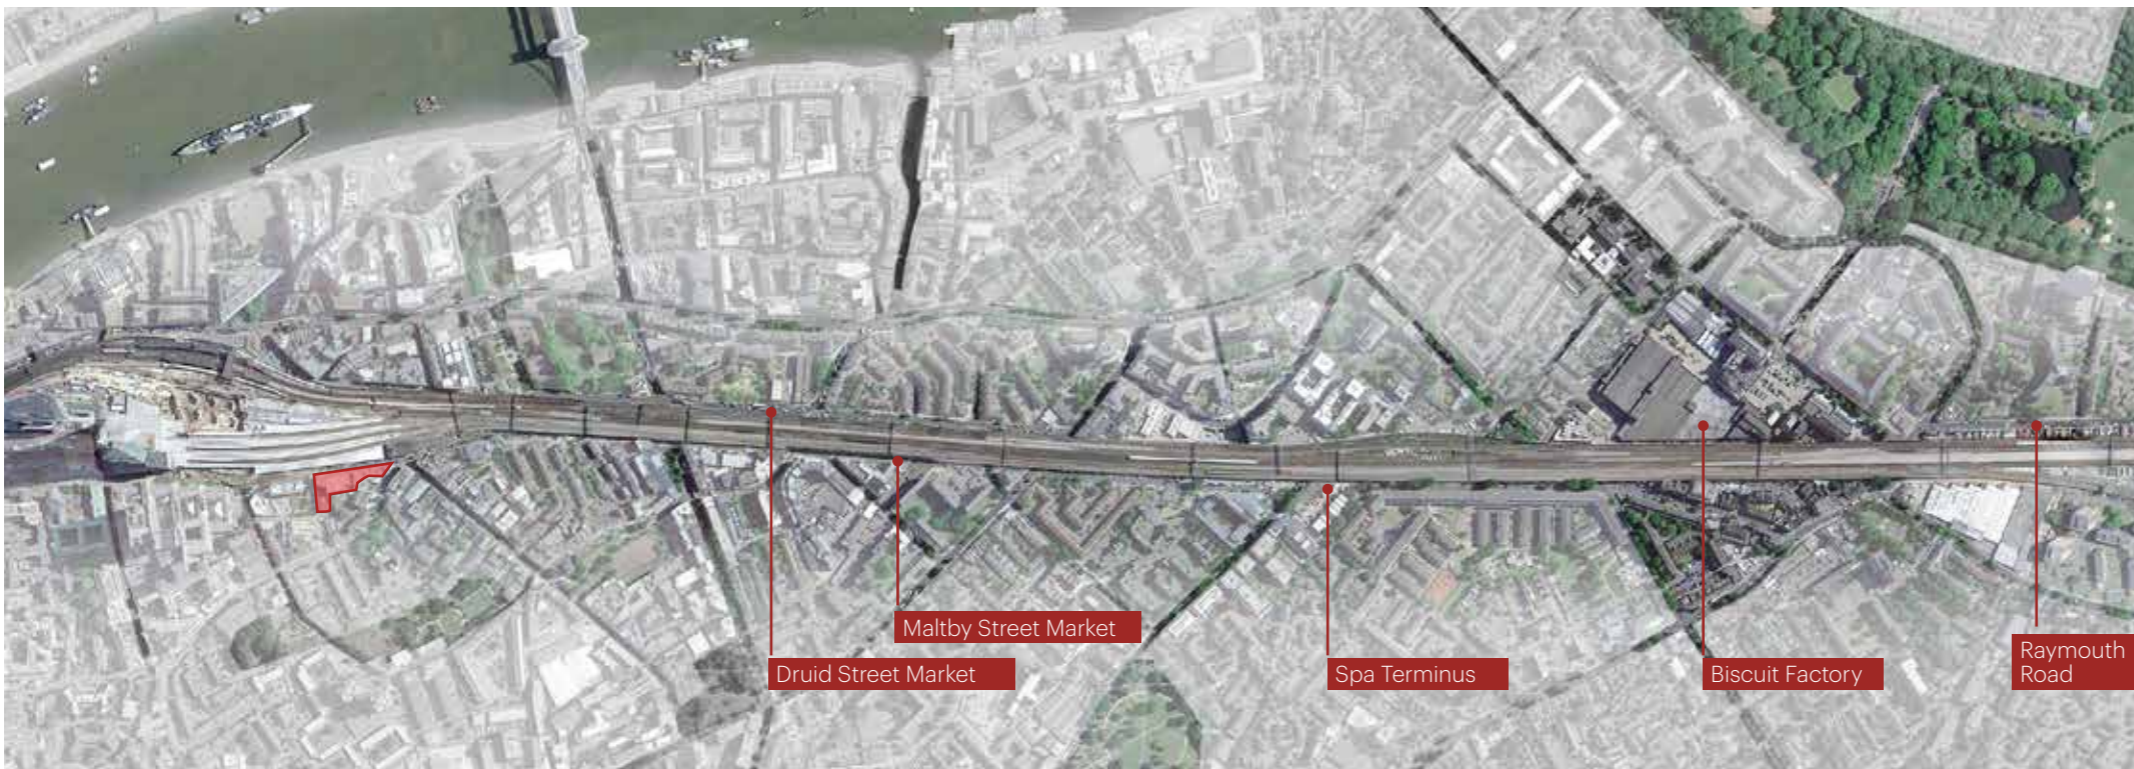 Maltby Street Market
Druid Street Market
Spa Terminus
Biscuit Factory
Raymouth
Road